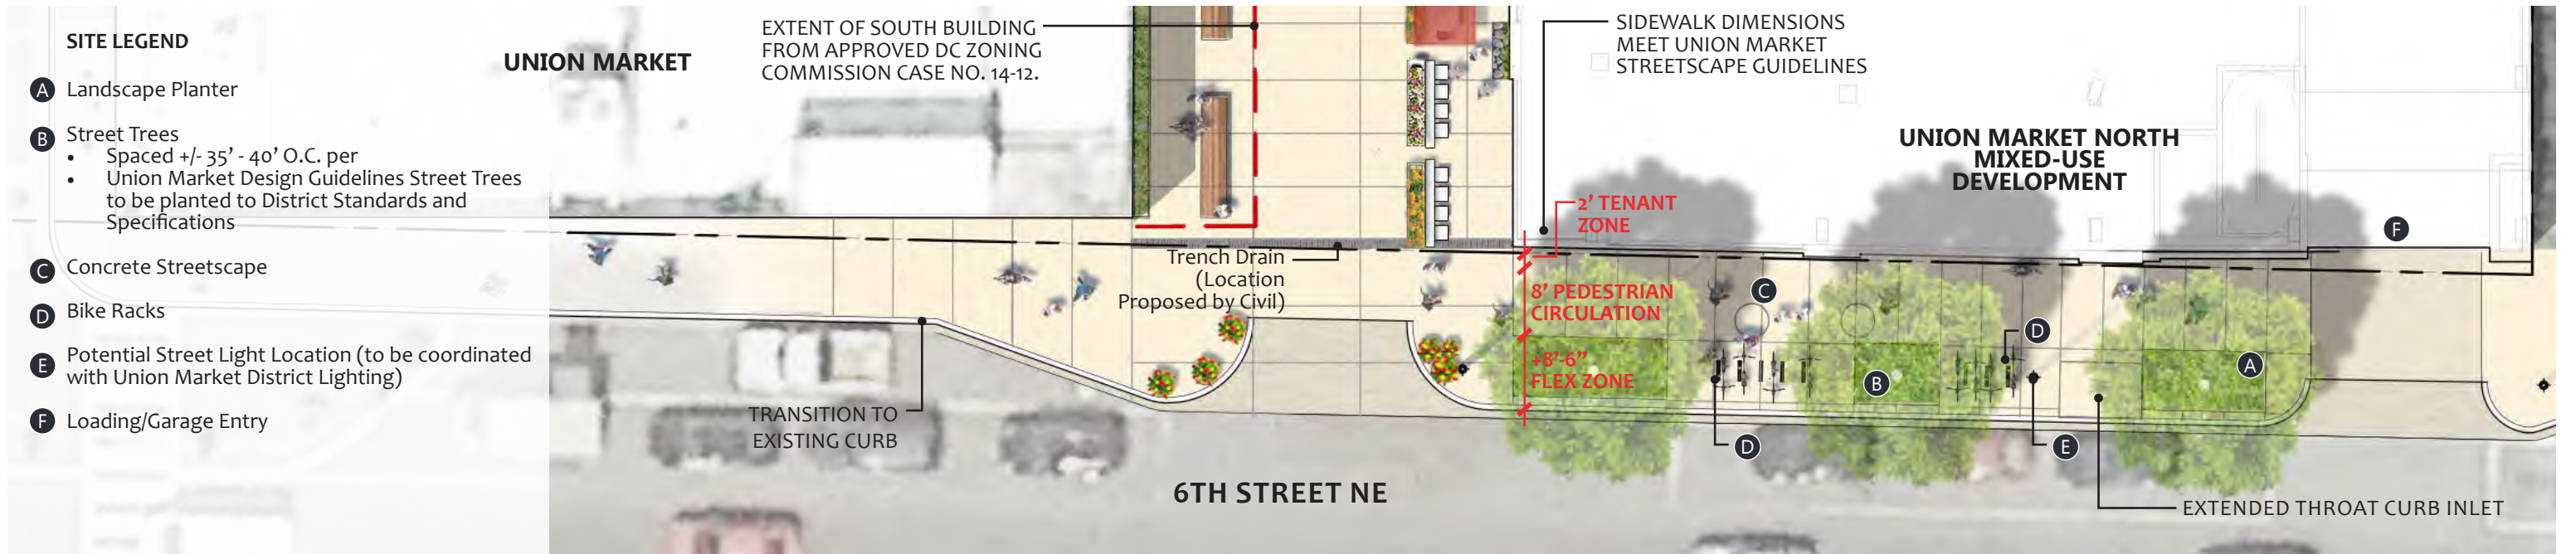 SITE LEGEND
A Landscape Planter
B Street Trees
• Spaced +/- 35' - 40' O.C. per
• Union Market Design Guidelines Street Trees
to be planted to District Standards and
Specifications
C Concrete Streetscape
D Bike Racks
E Potential Street Light Location (to be coordinated
with Union Market District Lighting)
F Loading/Garage Entry
UNION MARKET
EXTENT OF SOUTH BUILDING
FROM APPROVED DC ZONING
COMMISSION CASE NO. 14-12.
SIDEWALK DIMENSIONS
MEET UNION MARKET
STREETSCAPE GUIDELINES
UNION MARKET NORTH
MIXED-USE
DEVELOPMENT
2' TENANT
ZONE
F
Trench Drain
(Location
Proposed by Civil)
8' PEDESTRIAN
CIRCULATION
C
D
+8'-6"
FLEX ZONE
B
A
TRANSITION TO
EXISTING CURB
D
E
6TH STREET NE
EXTENDED THROAT CURB INLET